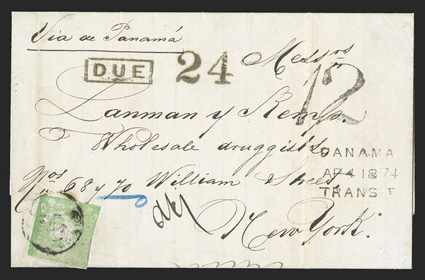 Via de Panamá
DUE 24
Messrs
12
Lanman y Kemp.
Wholesale druggists
PANAMA
AP 4 1874
TRANSIT
Nos 68 y 70 William Street
New York.